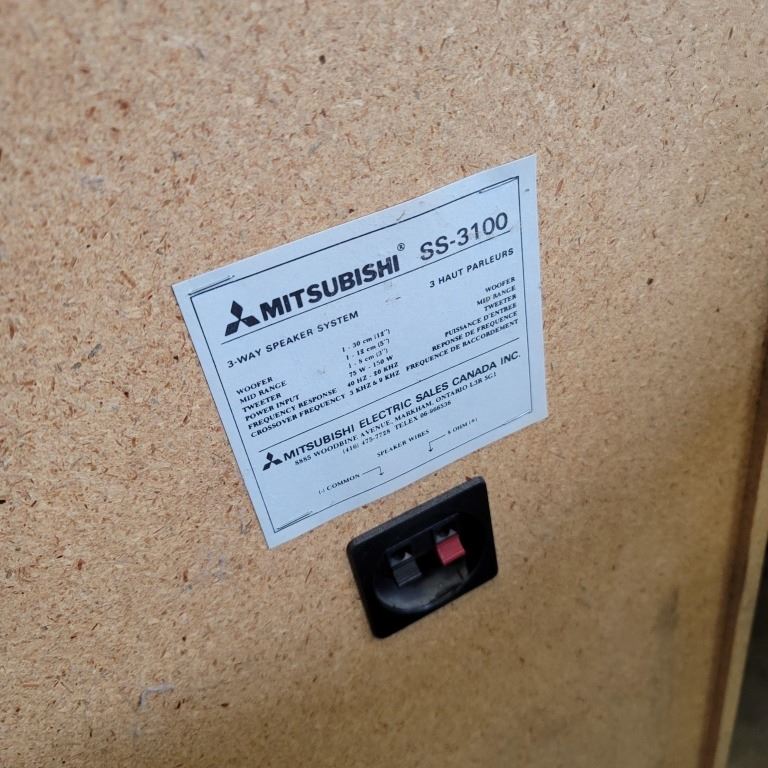 MITSUBISHI® SS-3100
3-WAY SPEAKER SYSTEM 3 HAUT PARLEURS
WOOFER 1 - 30 cm (12") WOOFER
MID RANGE 1 - 12 cm (5") MID RANGE
TWEETER 1 - 8 cm (3") TWEETER
POWER INPUT 75 W - 150 W PUISSANCE D'ENTREE
FREQUENCY RESPONSE 40 HZ - 20 KHZ REPONSE DE FREQUENCE
CROSSOVER FREQUENCY 3 KHZ & 9 KHZ FREQUENCE DE RACCORDEMENT
MITSUBISHI ELECTRIC SALES CANADA INC.
8885 WOODBINE AVENUE, MARKHAM, ONTARIO L3R 5G1
(416) 475-7728 TELEX 06-966536
(-) COMMON SPEAKER WIRES 8 OHM (+)